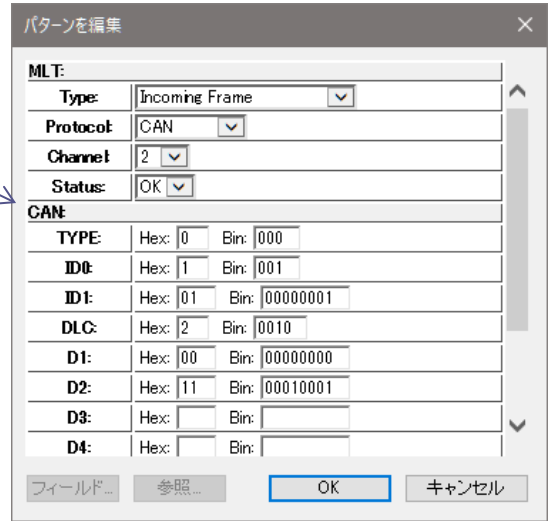 パターンを編集
MLT:
Type: Incoming Frame
Protocol: CAN
Channel: 2
Status: OK
CAN:
TYPE: Hex: 0 Bin: 000
ID0: Hex: 1 Bin: 001
ID1: Hex: 01 Bin: 00000001
DLC: Hex: 2 Bin: 0010
D1: Hex: 00 Bin: 00000000
D2: Hex: 11 Bin: 00010001
D3: Hex: Bin:
D4: Hex: Bin:
フィールド... 参照... OK キャンセル